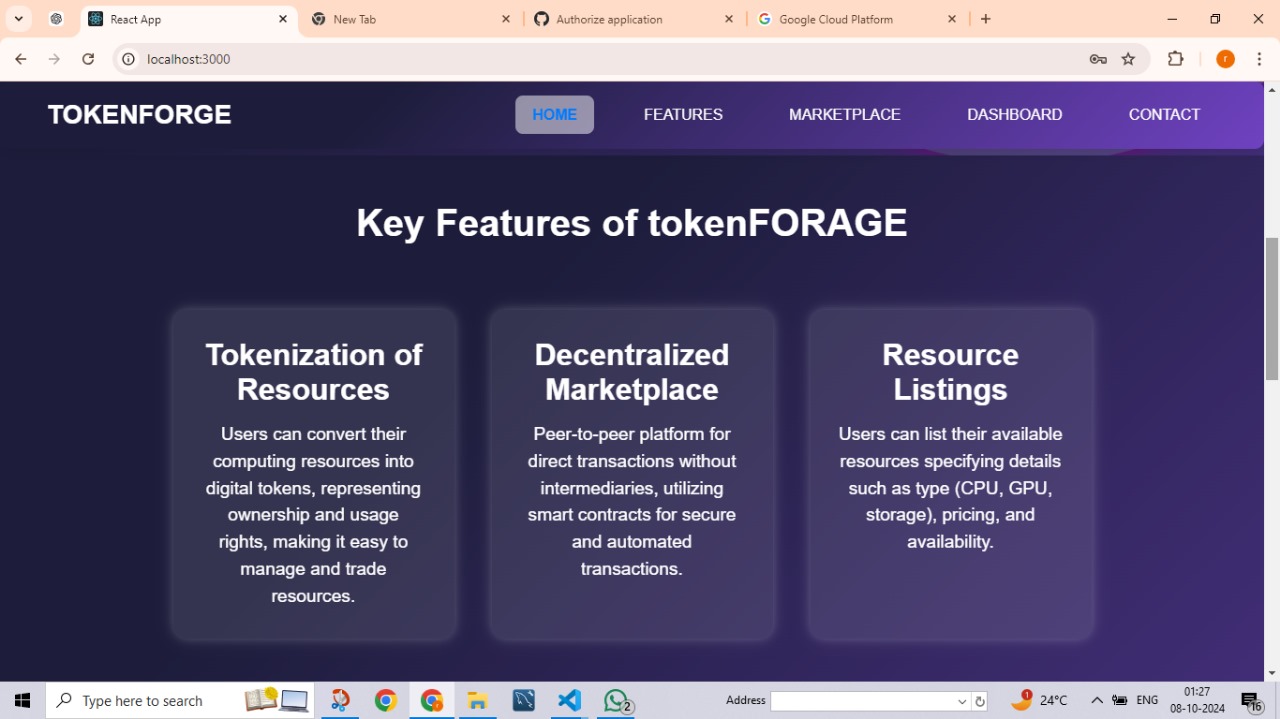 React App
New Tab
Authorize application
Google Cloud Platform
localhost:3000
r
TOKENFORGE
HOME
FEATURES
MARKETPLACE
DASHBOARD
CONTACT
Key Features of tokenFORAGE
Tokenization of
Resources
Users can convert their
computing resources into
digital tokens, representing
ownership and usage
rights, making it easy to
manage and trade
resources.
Decentralized
Marketplace
Peer-to-peer platform for
direct transactions without
intermediaries, utilizing
smart contracts for secure
and automated
transactions.
Resource
Listings
Users can list their available
resources specifying details
such as type (CPU, GPU,
storage), pricing, and
availability.
Type here to search
2
Address
1
24°C
ENG
01:27
08-10-2024
16